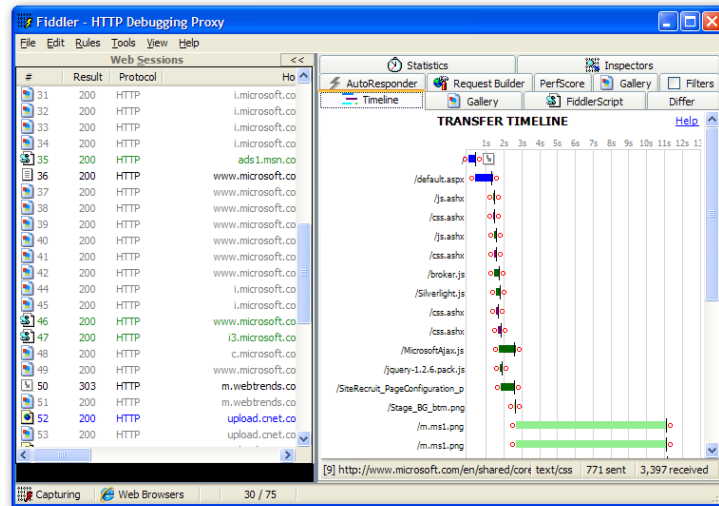 Fiddler - HTTP Debugging Proxy
File Edit Rules Tools View Help
Web Sessions <<
# Result Protocol Ho
31 200 HTTP i.microsoft.co
32 200 HTTP i.microsoft.co
33 200 HTTP i.microsoft.co
34 200 HTTP i.microsoft.co
35 200 HTTP ads1.msn.co
36 200 HTTP www.microsoft.co
37 200 HTTP www.microsoft.co
38 200 HTTP www.microsoft.co
39 200 HTTP www.microsoft.co
40 200 HTTP www.microsoft.co
41 200 HTTP www.microsoft.co
42 200 HTTP www.microsoft.co
44 200 HTTP i.microsoft.co
45 200 HTTP i.microsoft.co
46 200 HTTP www.microsoft.co
47 200 HTTP i3.microsoft.co
48 200 HTTP c.microsoft.co
49 200 HTTP www.microsoft.co
50 303 HTTP m.webtrends.co
51 200 HTTP m.webtrends.co
52 200 HTTP upload.cnet.co
53 200 HTTP upload.cnet.co
Statistics Inspectors
AutoResponder Request Builder PerfScore Gallery Filters
Timeline Gallery FiddlerScript Differ
TRANSFER TIMELINE Help
1s 2s 3s 4s 5s 6s 7s 8s 9s 10s 11s 12s 13
/
/default.aspx
/js.ashx
/css.ashx
/js.ashx
/css.ashx
/broker.js
/Silverlight.js
/css.ashx
/css.ashx
/MicrosoftAjax.js
/jquery-1.2.6.pack.js
/SiteRecruit_PageConfiguration_p
/Stage_BG_btm.png
/m.ms1.png
/m.ms1.png
[9] http://www.microsoft.com/en/shared/core text/css 771 sent 3,397 received
Capturing Web Browsers 30 / 75